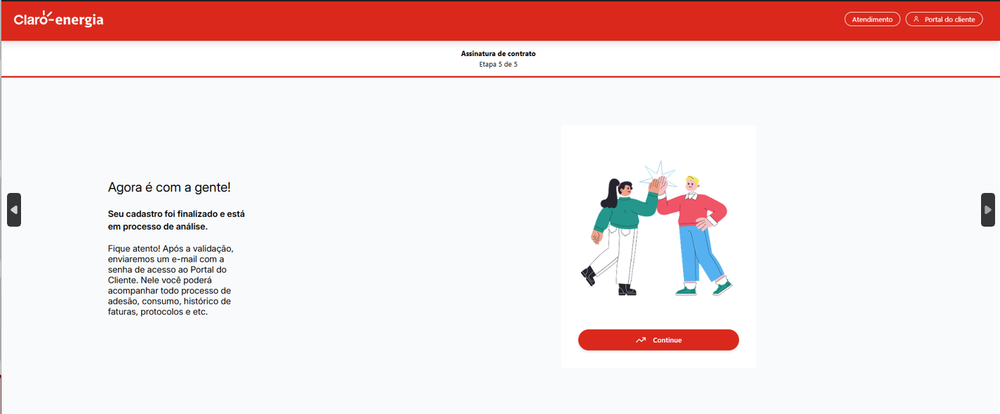 Claro-energia
Atendimento
Portal do cliente
Assinatura de contrato
Etapa 5 de 5
Agora é com a gente!
Seu cadastro foi finalizado e está
em processo de análise.
Fique atento! Após a validação,
enviaremos um e-mail com a
senha de acesso ao Portal do
Cliente. Nele você poderá
acompanhar todo processo de
adesão, consumo, histórico de
faturas, protocolos e etc.
Continue